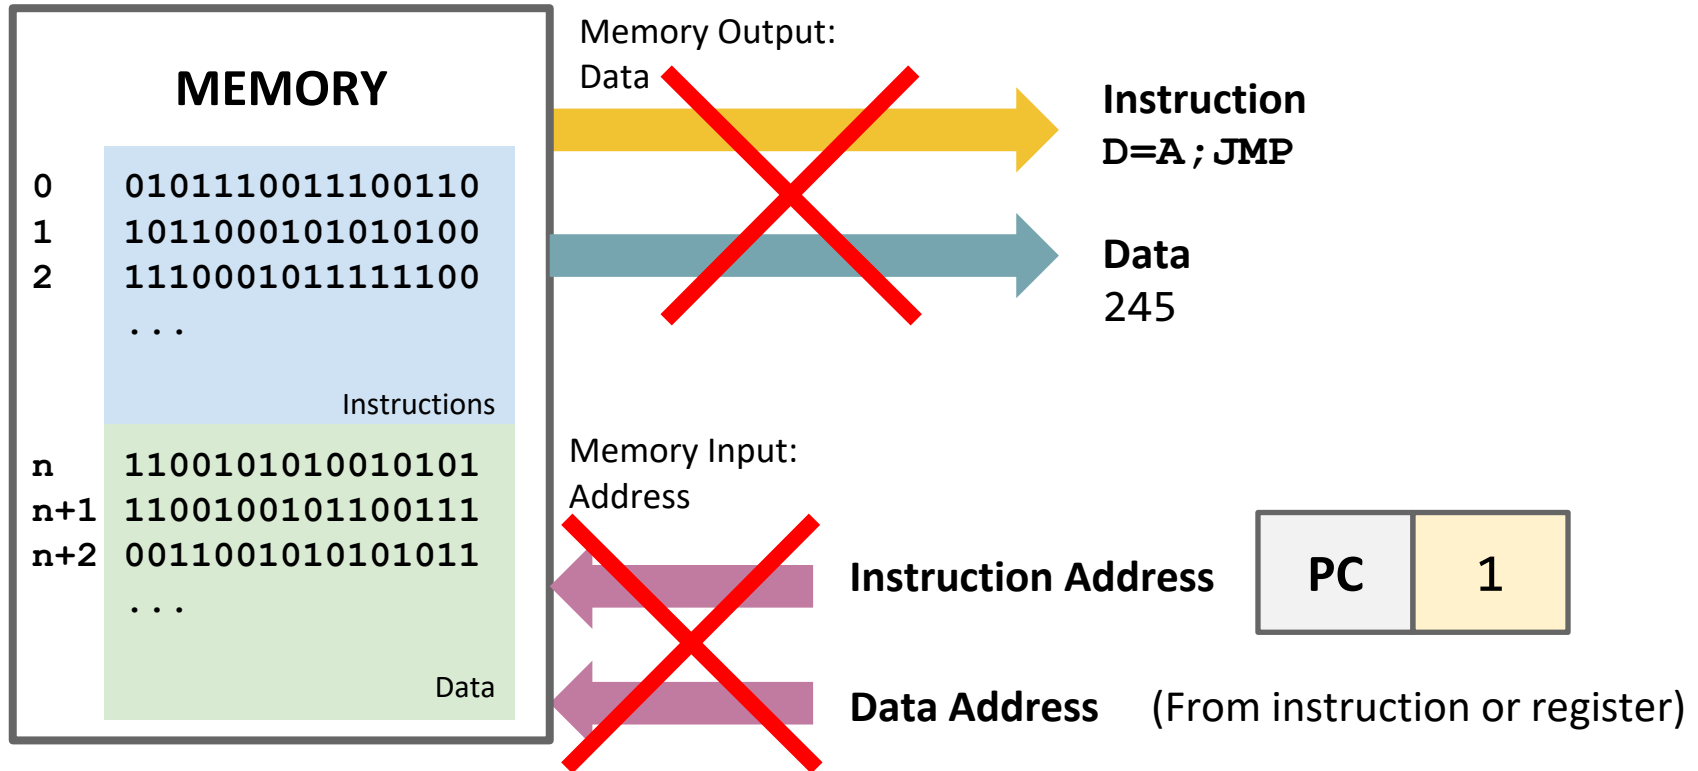 MEMORY
0 0101110011100110
1 1011000101010100
2 1110001011111100
...
Instructions
n 1100101010010101
n+1 1100100101100111
n+2 0011001010101011
...
Data
Memory Output:
Data
Instruction
D=A;JMP
Data
245
Memory Input:
Address
Instruction Address
PC 1
Data Address (From instruction or register)